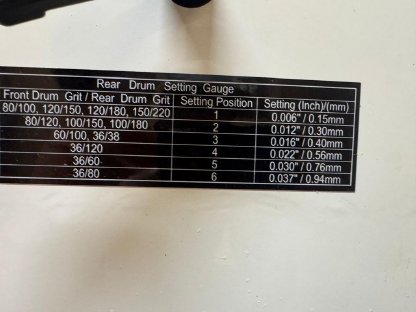 Rear Drum Setting Gauge
Front Drum Grit / Rear Drum Grit Setting Position Setting (Inch)/(mm)
80/100, 120/150, 120/180, 150/220 1 0.006" / 0.15mm
80/120, 100/150, 100/180 2 0.012" / 0.30mm
60/100, 36/38 3 0.016" / 0.40mm
36/120 4 0.022" / 0.56mm
36/60 5 0.030" / 0.76mm
36/80 6 0.037" / 0.94mm